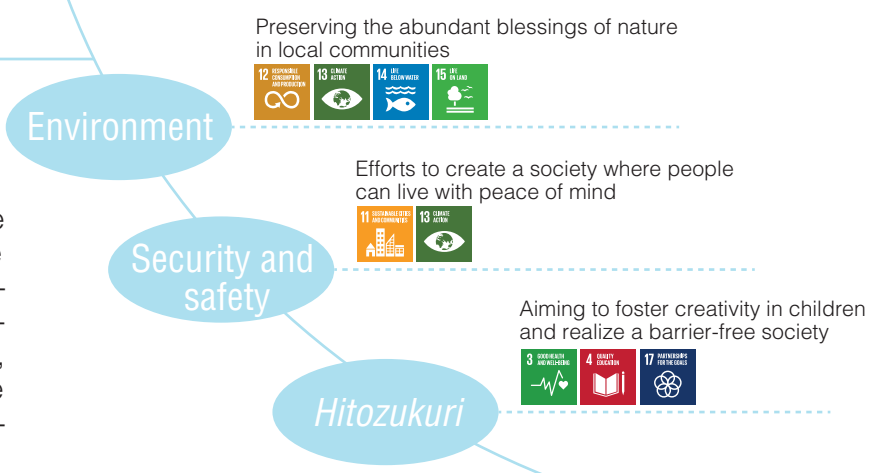 Preserving the abundant blessings of nature
in local communities
12 RESPONSIBLE
CONSUMPTION
AND PRODUCTION
13 CLIMATE
ACTION
14 LIFE
BELOW WATER
15 LIFE
ON LAND
Environment
Efforts to create a society where people
can live with peace of mind
11 SUSTAINABLE CITIES
AND COMMUNITIES
13 CLIMATE
ACTION
Security and
safety
Aiming to foster creativity in children
and realize a barrier-free society
3 GOOD HEALTH
AND WELL-BEING
4 QUALITY
EDUCATION
17 PARTNERSHIPS
FOR THE GOALS
Hitozukuri